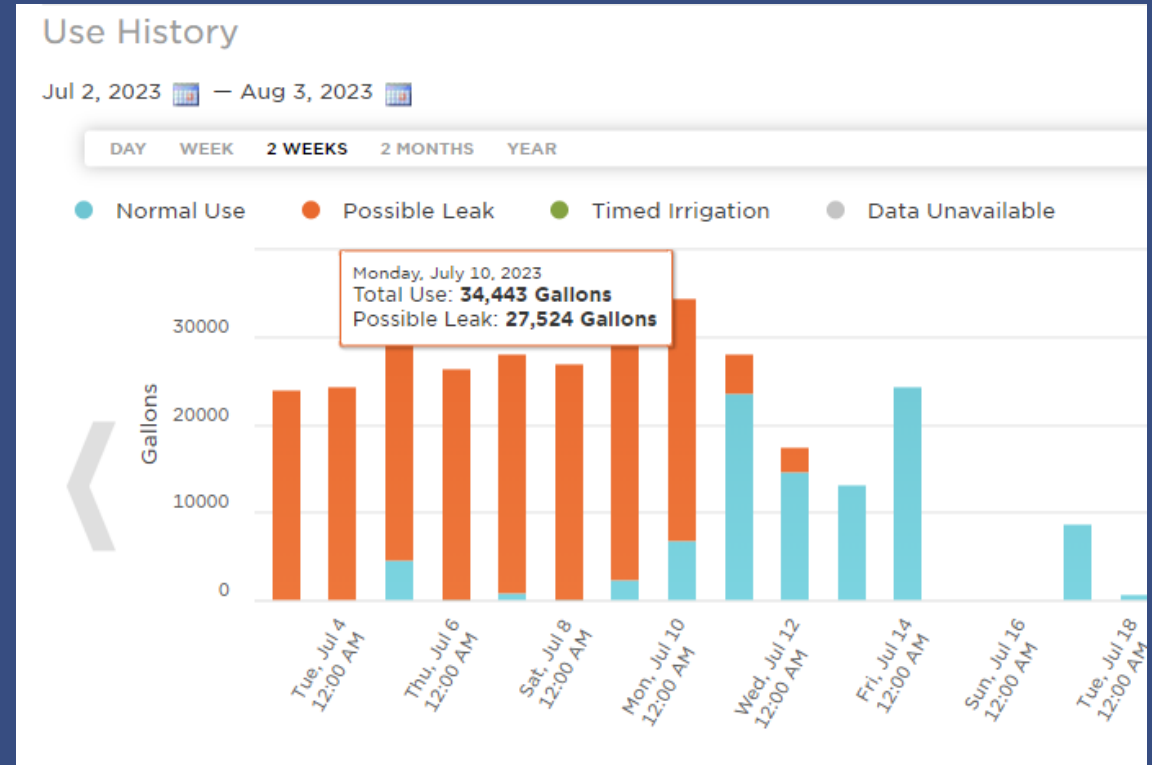 Use History
Jul 2, 2023 — Aug 3, 2023
DAY WEEK 2 WEEKS 2 MONTHS YEAR
Normal Use Possible Leak Timed Irrigation Data Unavailable
Monday, July 10, 2023
Total Use: 34,443 Gallons
Possible Leak: 27,524 Gallons
Gallons
30000
20000
10000
0
Tue, Jul 4
12:00 AM
Thu, Jul 6
12:00 AM
Sat, Jul 8
12:00 AM
Mon, Jul 10
12:00 AM
Wed, Jul 12
12:00 AM
Fri, Jul 14
12:00 AM
Sun, Jul 16
12:00 AM
Tue, Jul 18
12:00 AM